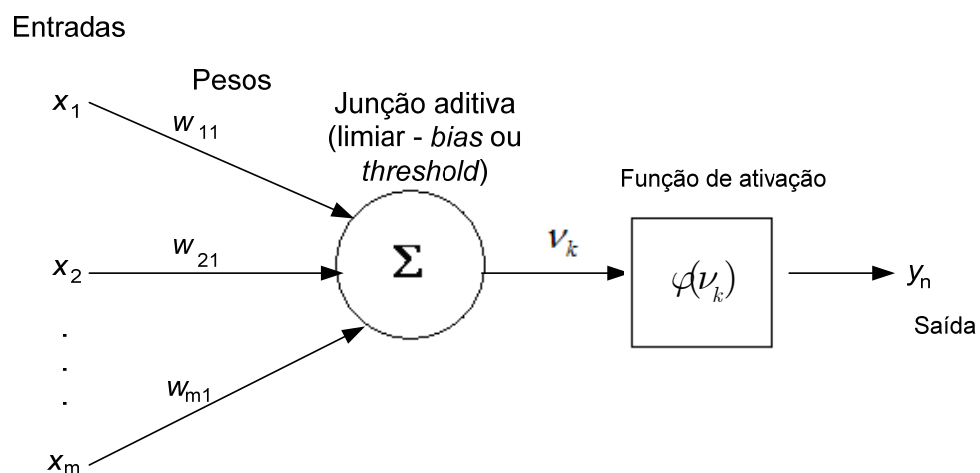 Entradas
Pesos
x1
w11
Junção aditiva
(limiar - bias ou
threshold)
Função de ativação
x2
w21
Σ
νk
φ(νk)
yn
Saída
.
.
.
wm1
xm